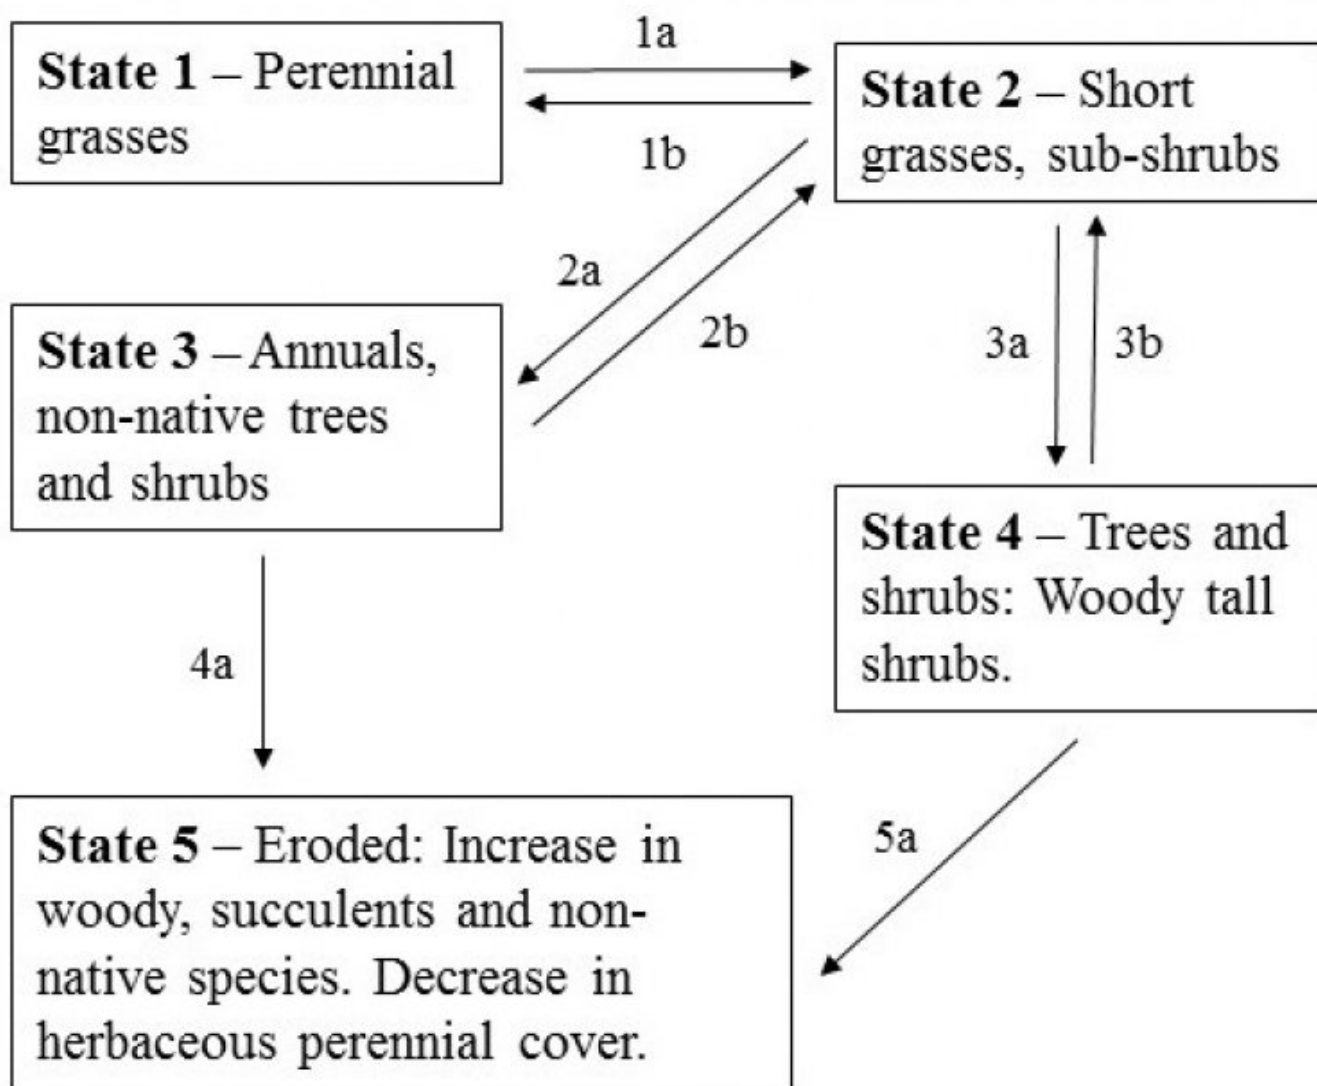 State 1 – Perennial
grasses
1a
1b
State 2 – Short
grasses, sub-shrubs
2a
2b
3a
3b
State 3 – Annuals,
non-native trees
and shrubs
State 4 – Trees and
shrubs: Woody tall
shrubs.
4a
5a
State 5 – Eroded: Increase in
woody, succulents and non-
native species. Decrease in
herbaceous perennial cover.